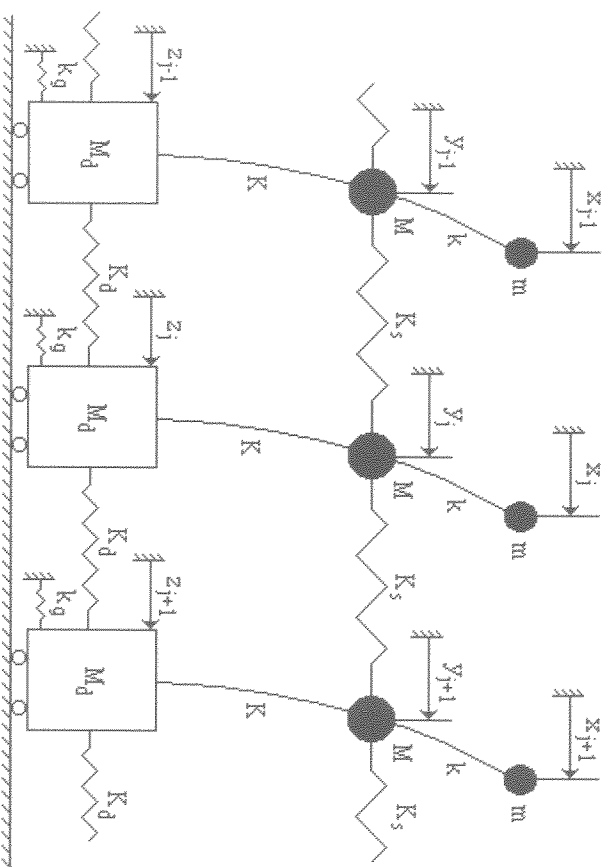 x_{j-1} x_j x_{j+1}
m m m
k k k
y_{j-1} y_j y_{j+1}
M K_s M K_s M K_s
K K K
z_{j-1} z_j z_{j+1}
M_d K_d M_d K_d M_d K_d
k_g k_g k_g